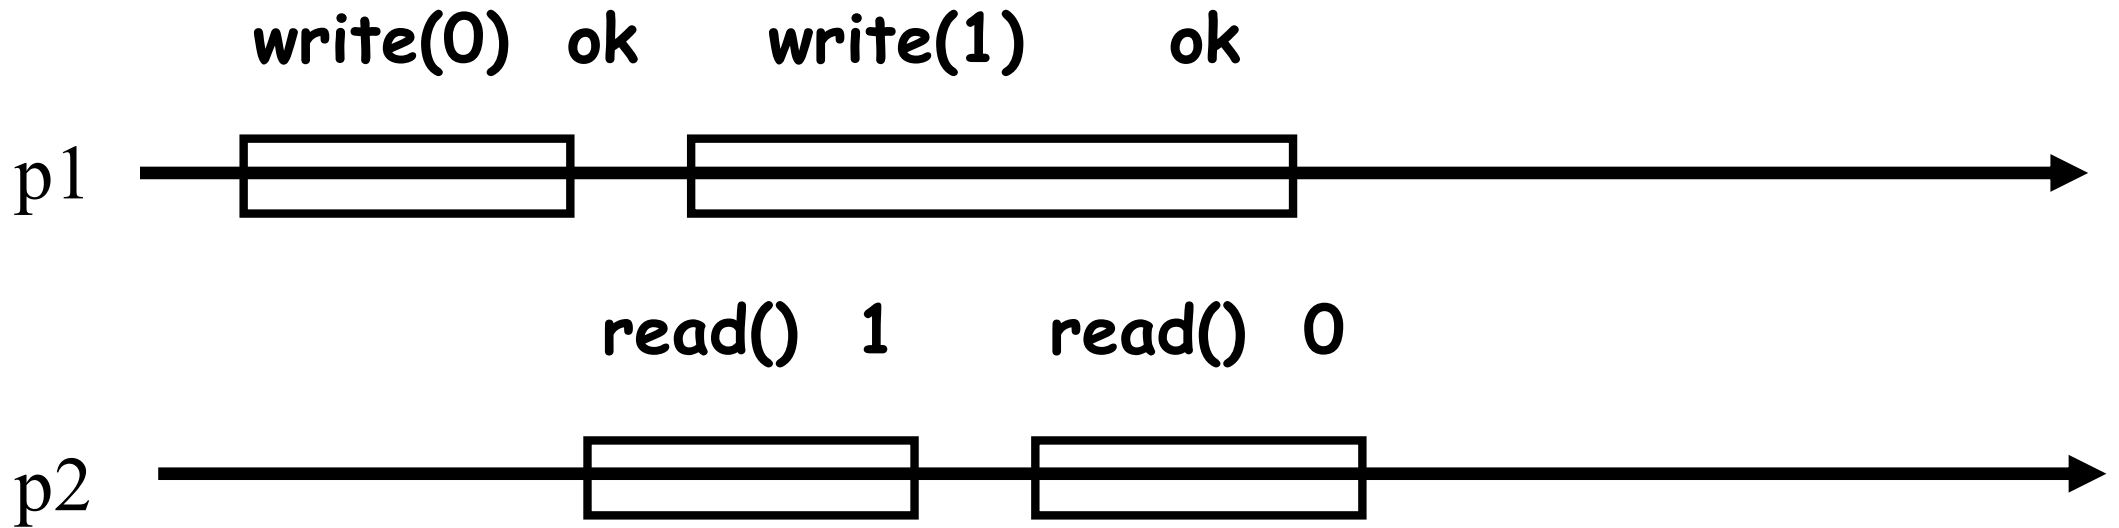 write(0) ok write(1) ok
p1
read() 1 read() 0
p2